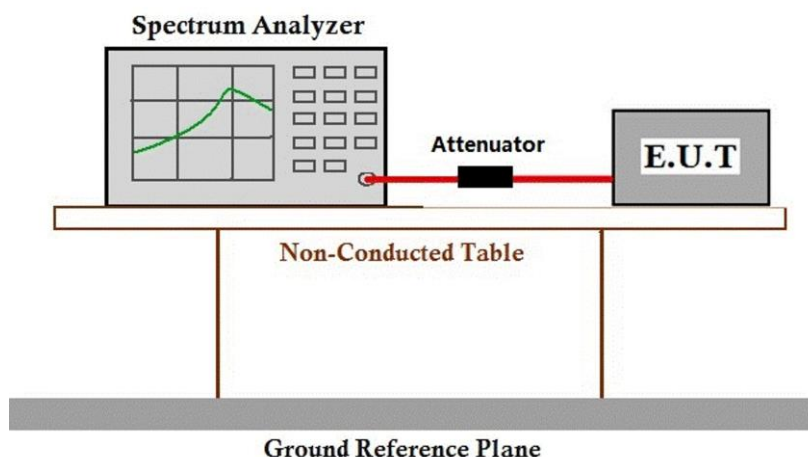 Spectrum Analyzer
Attenuator
E.U.T
Non-Conducted Table
Ground Reference Plane